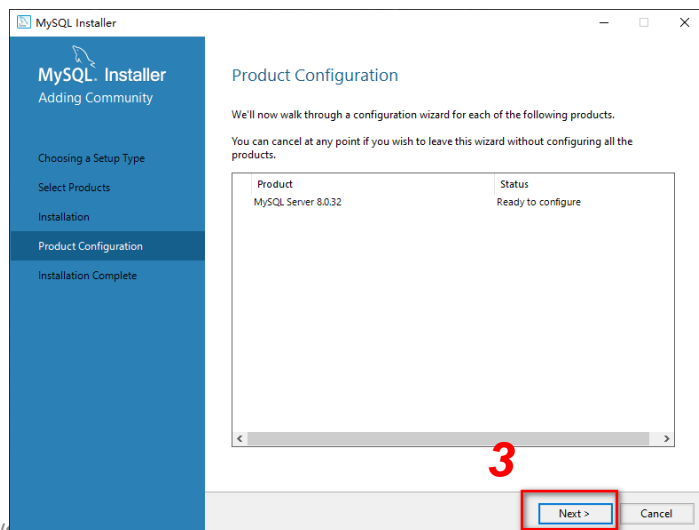 MySQL Installer
MySQL. Installer
Adding Community
Choosing a Setup Type
Select Products
Installation
Product Configuration
Installation Complete
Product Configuration
We'll now walk through a configuration wizard for each of the following products.
You can cancel at any point if you wish to leave this wizard without configuring all the
products.
Product Status
MySQL Server 8.0.32 Ready to configure
3
Next > Cancel